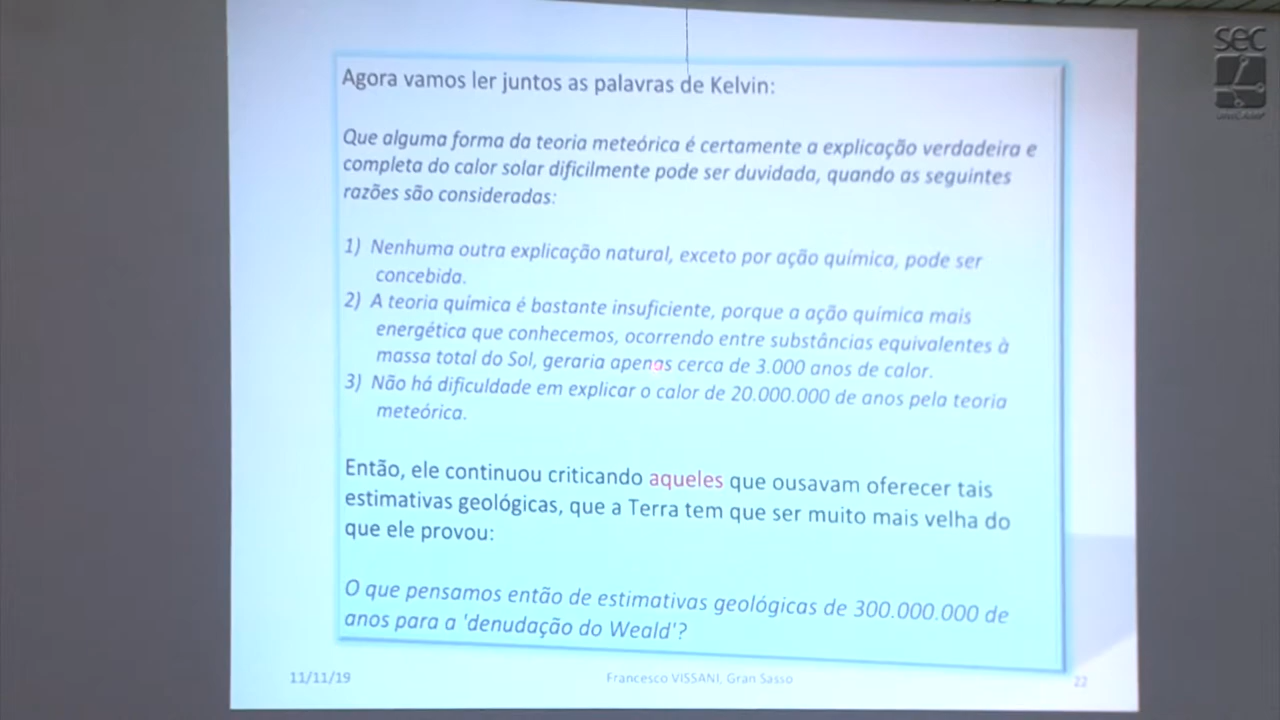 sec
UNICAMP
Agora vamos ler juntos as palavras de Kelvin:
Que alguma forma da teoria meteórica é certamente a explicação verdadeira e
completa do calor solar dificilmente pode ser duvidada, quando as seguintes
razões são consideradas:
1) Nenhuma outra explicação natural, exceto por ação química, pode ser
concebida.
2) A teoria química é bastante insuficiente, porque a ação química mais
energética que conhecemos, ocorrendo entre substâncias equivalentes à
massa total do Sol, geraria apenas cerca de 3.000 anos de calor.
3) Não há dificuldade em explicar o calor de 20.000.000 de anos pela teoria
meteórica.
Então, ele continuou criticando aqueles que ousavam oferecer tais
estimativas geológicas, que a Terra tem que ser muito mais velha do
que ele provou:
O que pensamos então de estimativas geológicas de 300.000.000 de
anos para a 'denudação do Weald'?
11/11/19 Francesco VISSANI, Gran Sasso 22